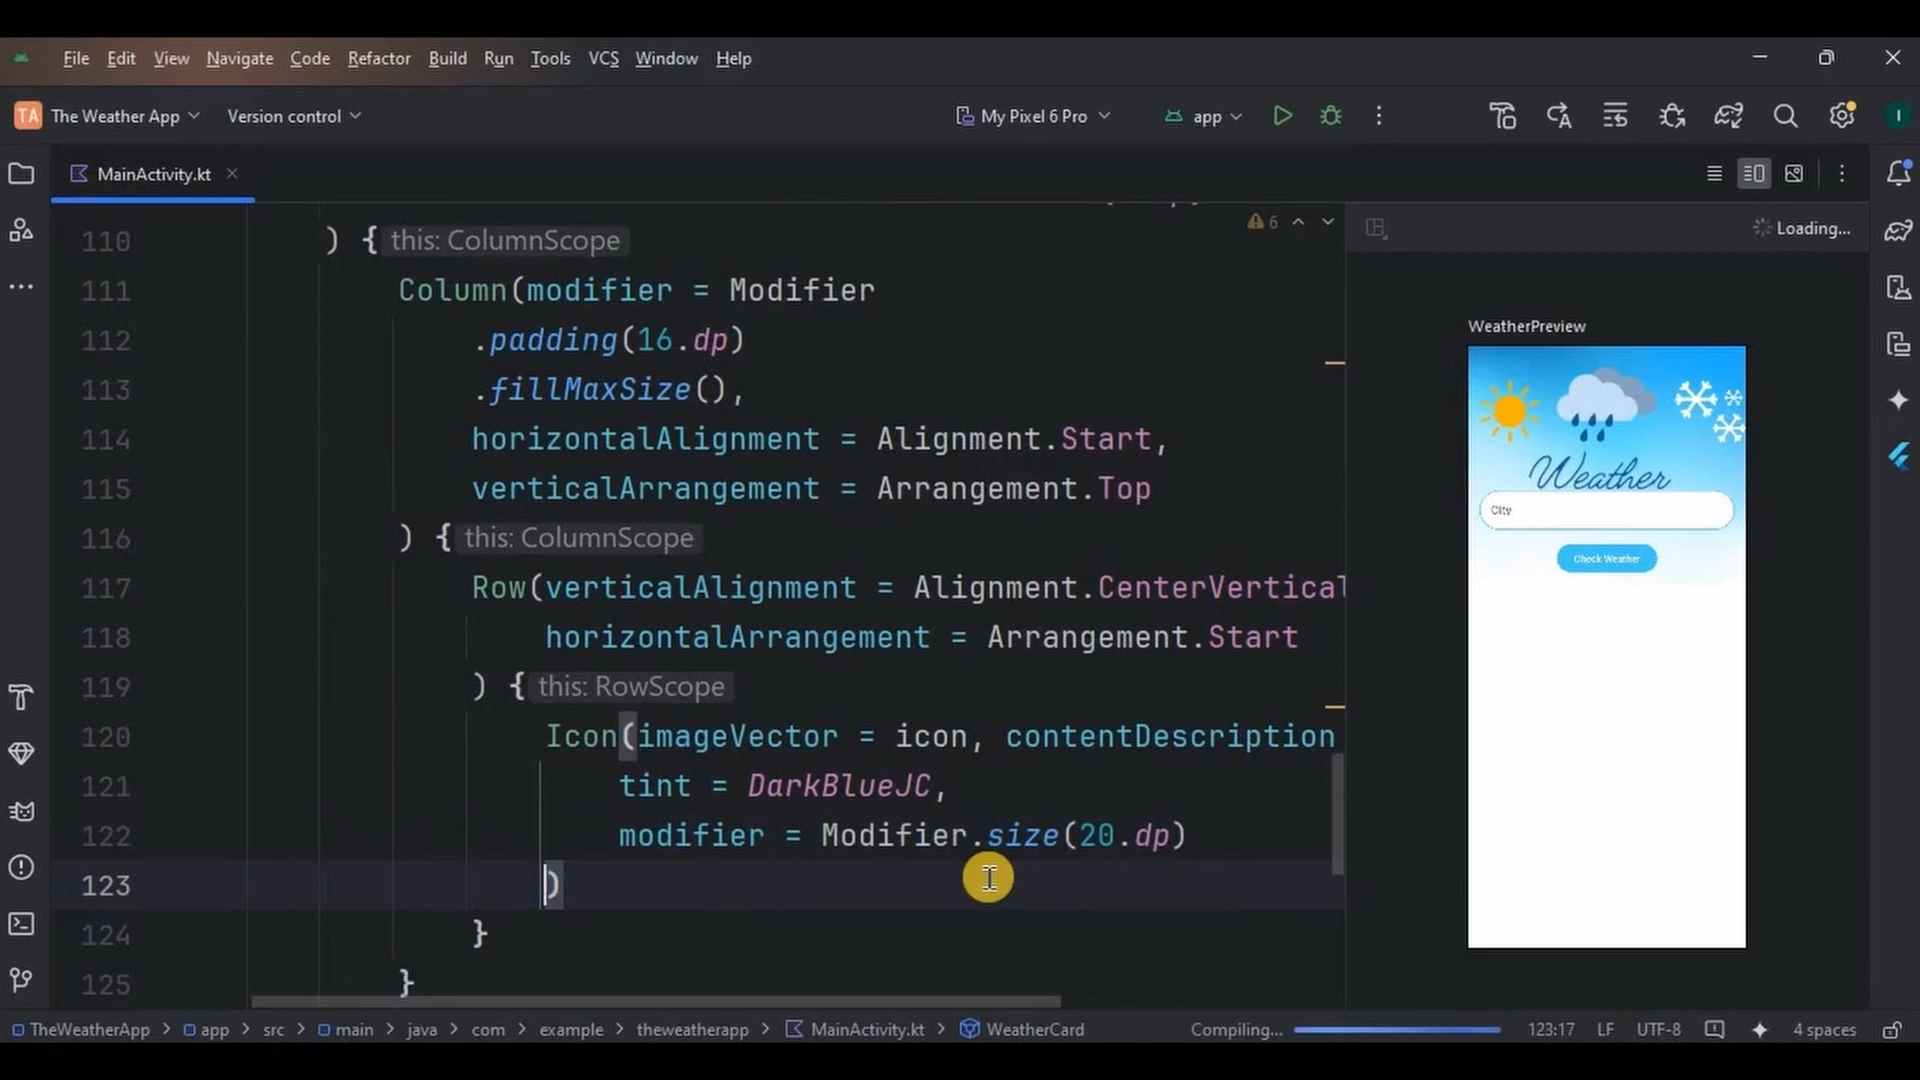 File Edit View Navigate Code Refactor Build Run Tools VCS Window Help
TA The Weather App Version control My Pixel 6 Pro app I
MainActivity.kt
6
Loading...
110 ) { this: ColumnScope
111 Column(modifier = Modifier
112 .padding(16.dp)
113 .fillMaxSize(),
114 horizontalAlignment = Alignment.Start,
115 verticalArrangement = Arrangement.Top
116 ) { this: ColumnScope
117 Row(verticalAlignment = Alignment.CenterVertical
118 horizontalArrangement = Arrangement.Start
119 ) { this: RowScope
120 Icon(imageVector = icon, contentDescription
121 tint = DarkBlueJC,
122 modifier = Modifier.size(20.dp)
123 )
124 }
125 }
WeatherPreview
Weather
City
Check Weather
TheWeatherApp > app > src > main > java > com > example > theweatherapp > MainActivity.kt > WeatherCard Compiling... 123:17 LF UTF-8 4 spaces